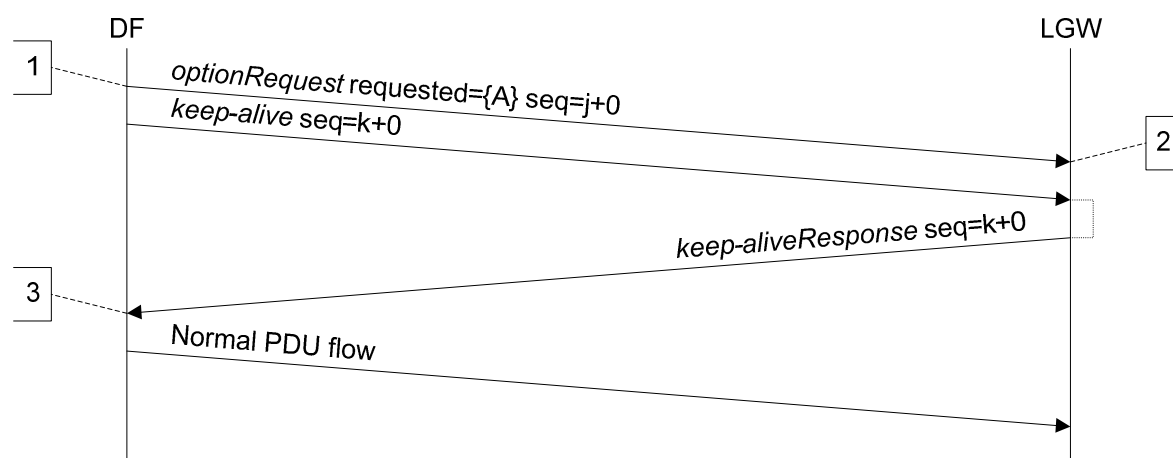 DF
LGW
1
optionRequest requested={A} seq=j+0
keep-alive seq=k+0
2
keep-aliveResponse seq=k+0
3
Normal PDU flow